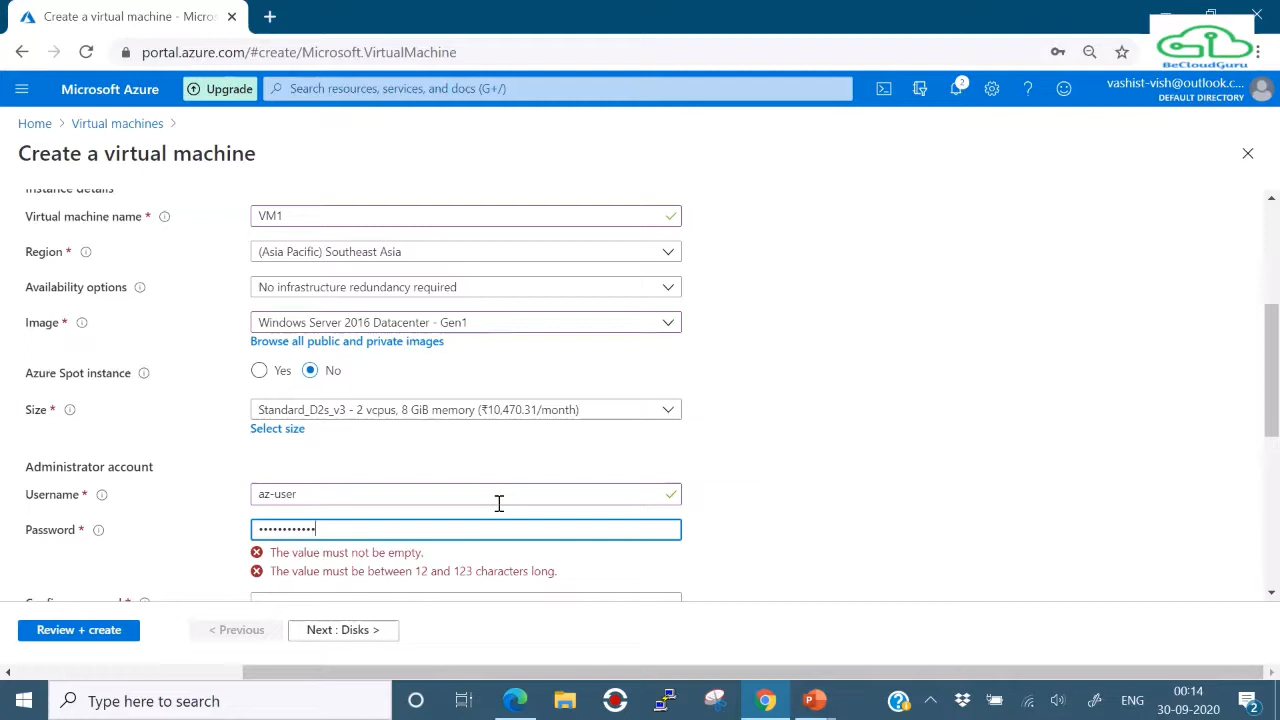 Create a virtual machine - Micros
portal.azure.com/#create/Microsoft.VirtualMachine
BeCloudGuru
Microsoft Azure
Upgrade
Search resources, services, and docs (G+/)
2
vashist-vish@outlook.c...
DEFAULT DIRECTORY
Home > Virtual machines >
Create a virtual machine
Instance details
Virtual machine name *
VM1
Region *
(Asia Pacific) Southeast Asia
Availability options
No infrastructure redundancy required
Image *
Windows Server 2016 Datacenter - Gen1
Browse all public and private images
Azure Spot instance
Yes
No
Size *
Standard_D2s_v3 - 2 vcpus, 8 GiB memory (₹10,470.31/month)
Select size
Administrator account
Username *
az-user
Password *
••••••••••••
The value must not be empty.
The value must be between 12 and 123 characters long.
Review + create
< Previous
Next : Disks >
Type here to search
ENG
00:14
30-09-2020
2